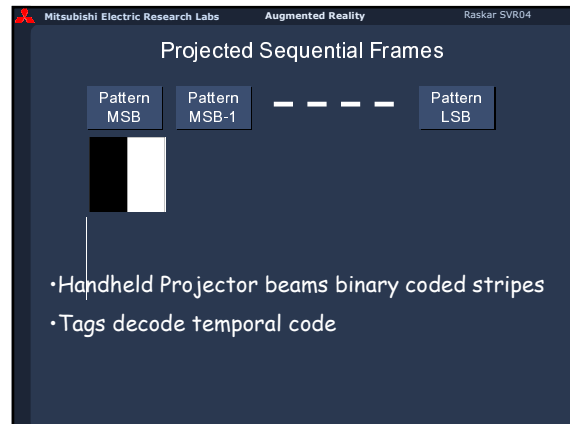 Mitsubishi Electric Research Labs Augmented Reality Raskar SVR04
Projected Sequential Frames
Pattern MSB
Pattern MSB-1
Pattern LSB
•Handheld Projector beams binary coded stripes
•Tags decode temporal code